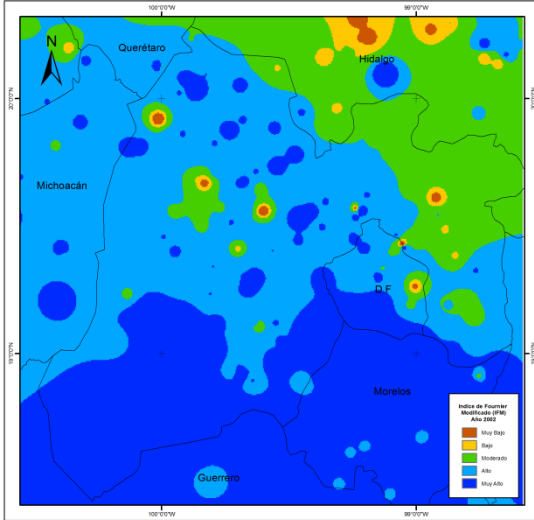 100°0'0"W
99°0'0"W
N
Querétaro
Hidalgo
20°0'0"N
20°0'0"N
Michoacán
D.F
19°0'0"N
19°0'0"N
Morelos
Guerrero
Indice de Fournier
Modificado (IFM)
Año 2002
Muy Bajo
Bajo
Moderado
Alto
Muy Alto
100°0'0"W
99°0'0"W